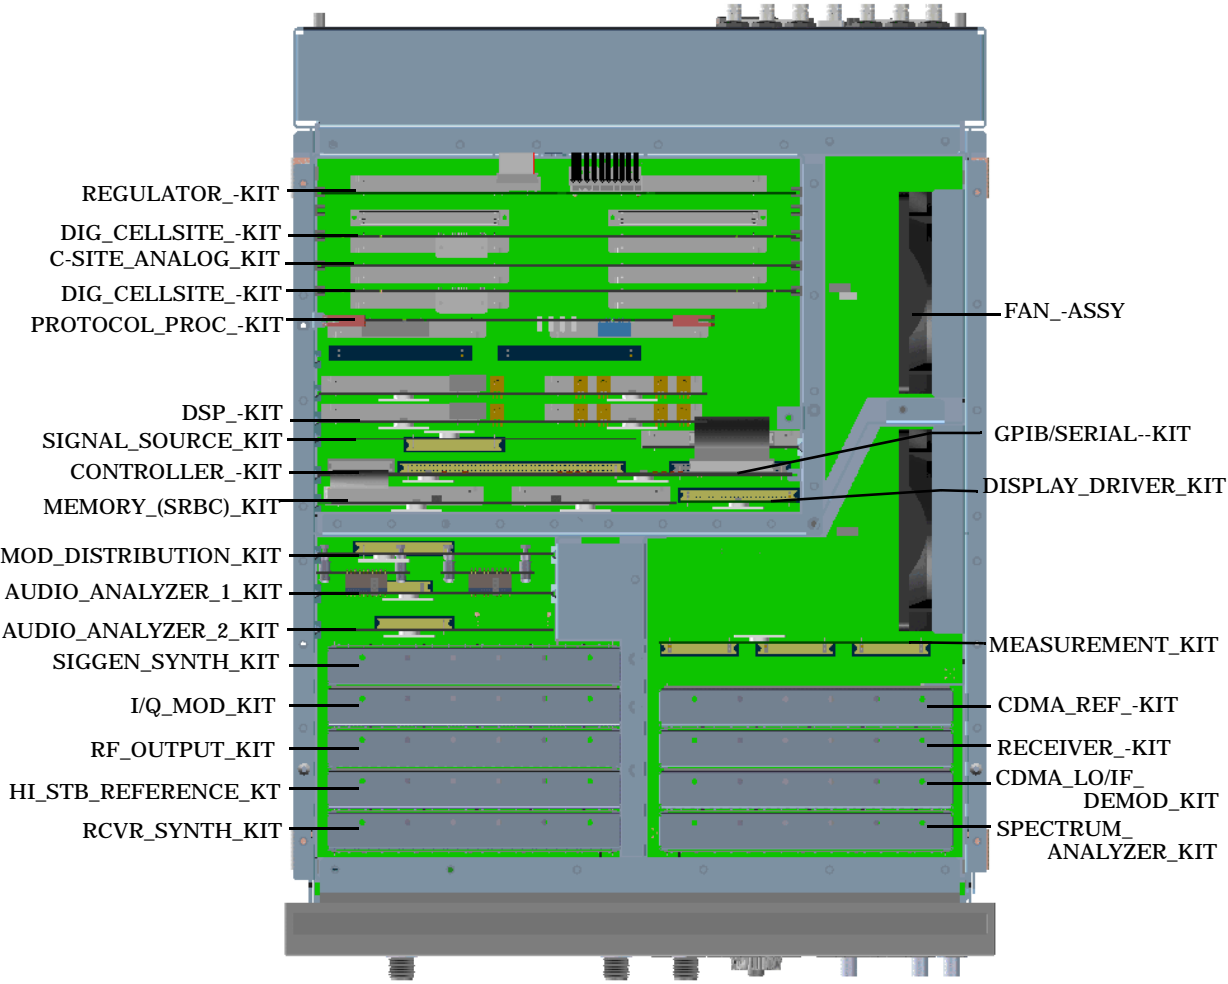 REGULATOR_-KIT
DIG_CELLSITE_-KIT
C-SITE_ANALOG_KIT
DIG_CELLSITE_-KIT
PROTOCOL_PROC_-KIT
DSP_-KIT
SIGNAL_SOURCE_KIT
CONTROLLER_-KIT
MEMORY_(SRBC)_KIT
MOD_DISTRIBUTION_KIT
AUDIO_ANALYZER_1_KIT
AUDIO_ANALYZER_2_KIT
SIGGEN_SYNTH_KIT
I/Q_MOD_KIT
RF_OUTPUT_KIT
HI_STB_REFERENCE_KT
RCVR_SYNTH_KIT
FAN_-ASSY
GPIB/SERIAL--KIT
DISPLAY_DRIVER_KIT
MEASUREMENT_KIT
CDMA_REF_-KIT
RECEIVER_-KIT
CDMA_LO/IF_
DEMOD_KIT
SPECTRUM_
ANALYZER_KIT